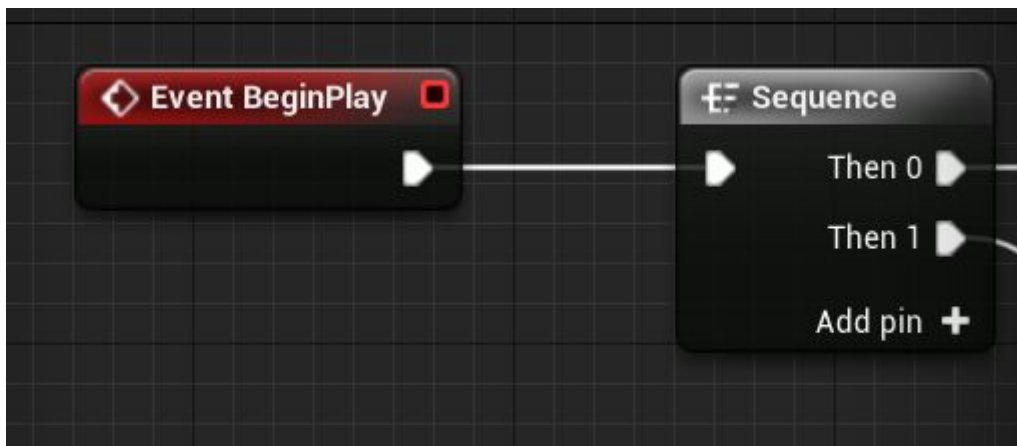 Event BeginPlay
Sequence
Then 0
Then 1
Add pin